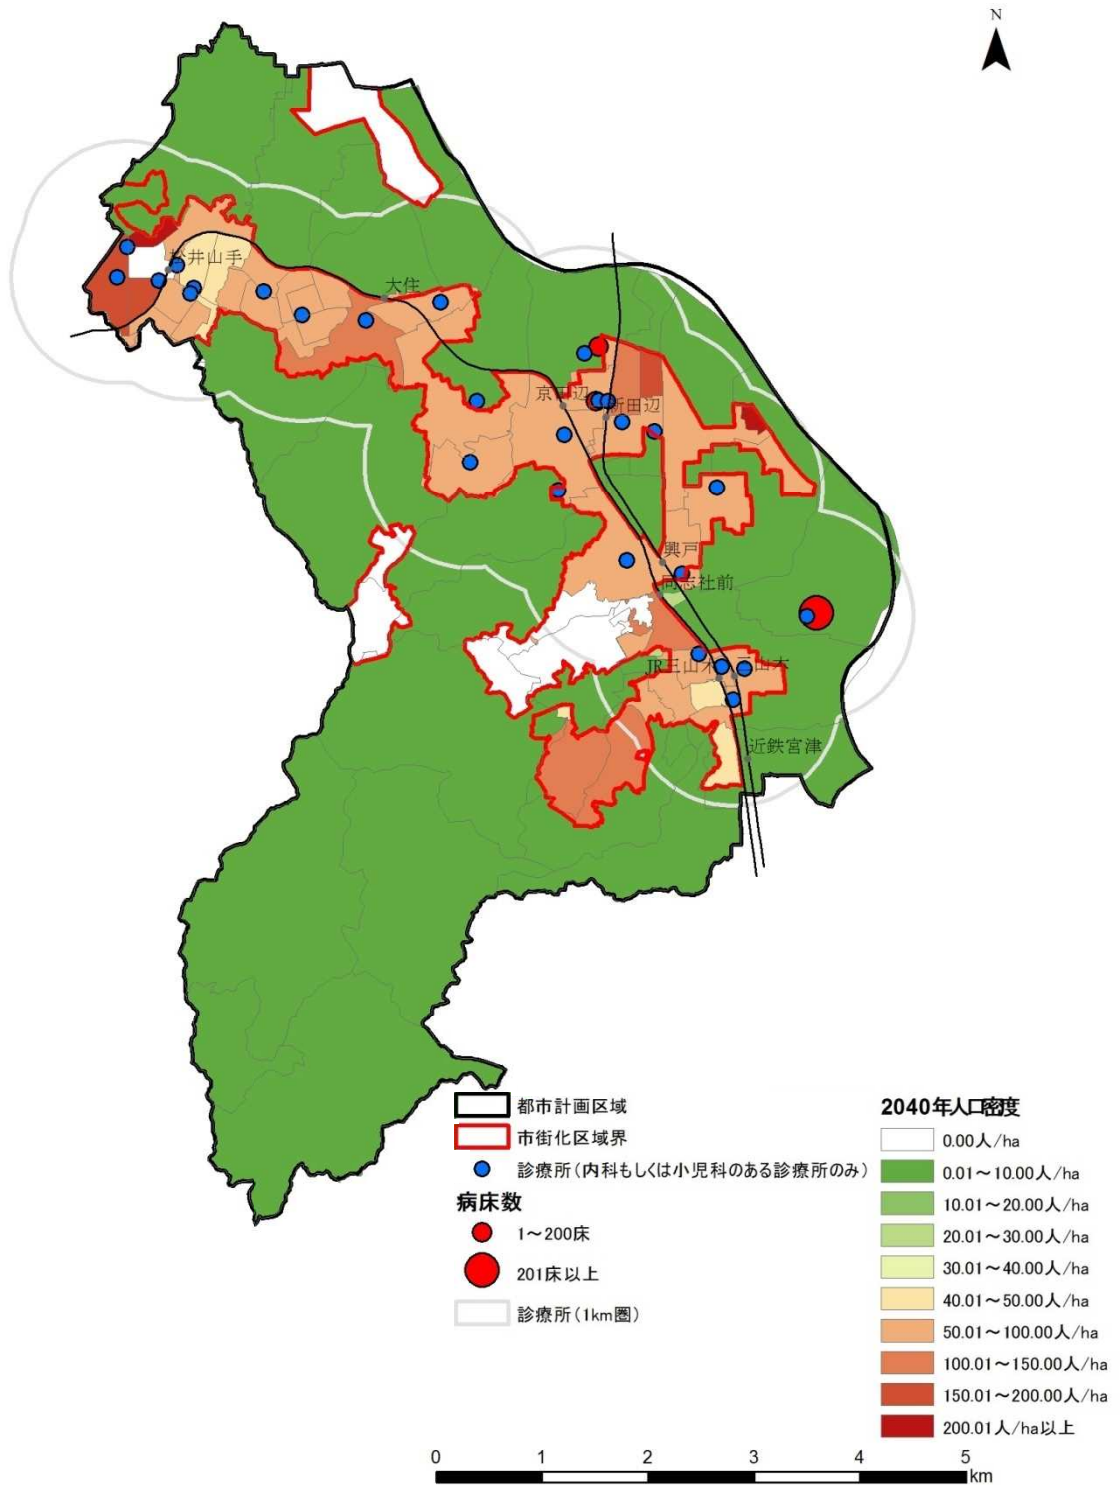 N
松井山手
大住
京田辺
新田辺
興戸
同志社前
JR三山木
三山木
近鉄宮津
都市計画区域
市街化区域界
診療所(内科もしくは小児科のある診療所のみ)
病床数
1~200床
201床以上
診療所(1km圏)
2040年人口密度
0.00人/ha
0.01~10.00人/ha
10.01~20.00人/ha
20.01~30.00人/ha
30.01~40.00人/ha
40.01~50.00人/ha
50.01~100.00人/ha
100.01~150.00人/ha
150.01~200.00人/ha
200.01人/ha以上
0 1 2 3 4 5
km